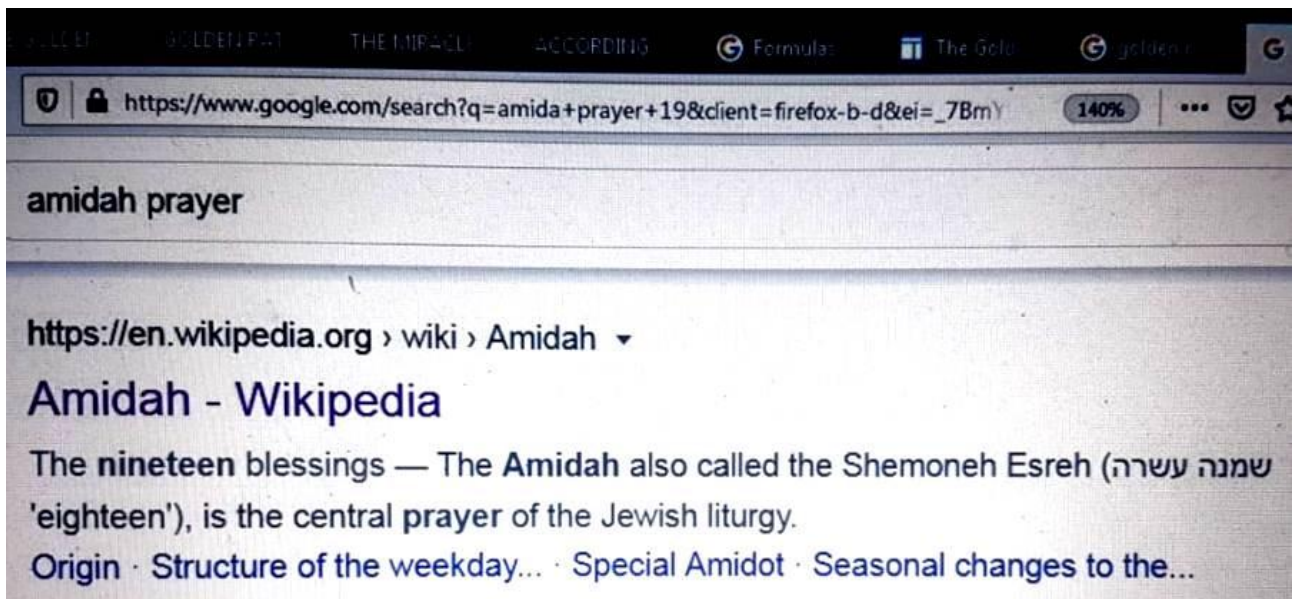 GOLDEN THE MIRACL ACCORDING Formulas The Gold golden r
https://www.google.com/search?q=amida+prayer+19&client=firefox-b-d&ei=_7BmY 140%
amidah prayer
https://en.wikipedia.org › wiki › Amidah
Amidah - Wikipedia
The nineteen blessings — The Amidah also called the Shemoneh Esreh (שמנה עשרה
'eighteen'), is the central prayer of the Jewish liturgy.
Origin · Structure of the weekday... · Special Amidot · Seasonal changes to the...